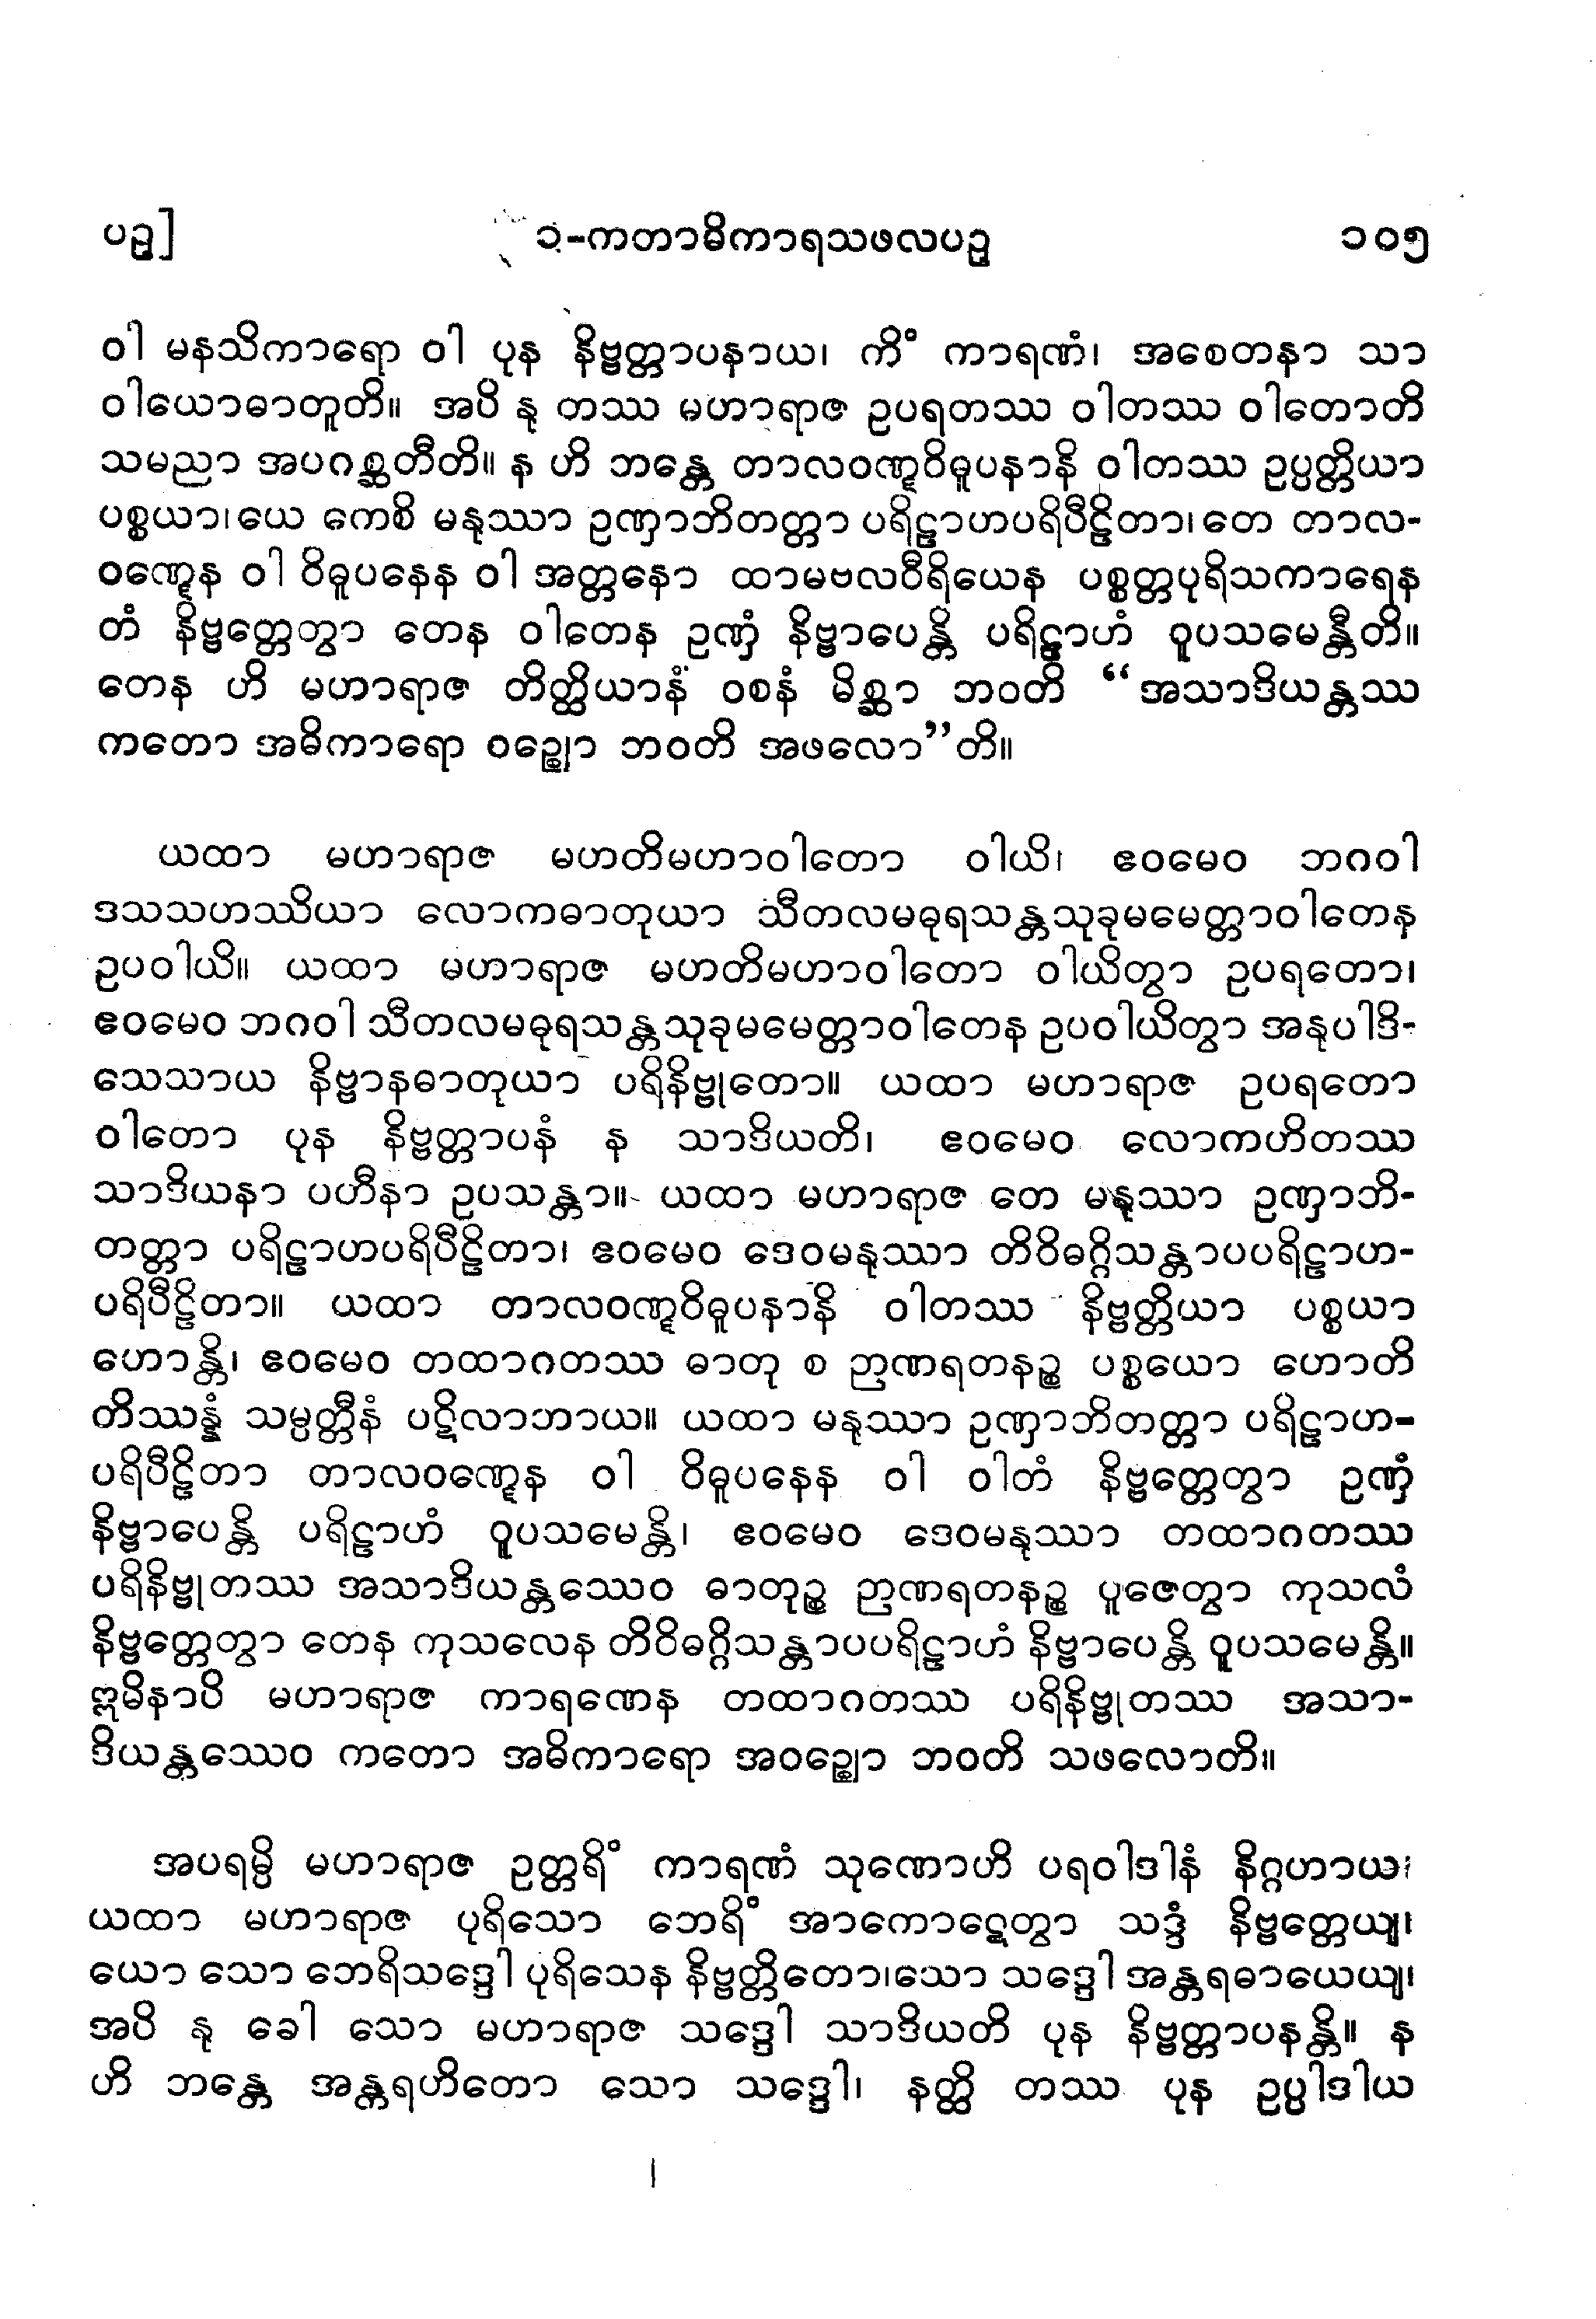 ပဥှ]
၁-ကတာဓိကာရသဖလပဥှ
၁၀၅
ဝါ မနသိကာရော ဝါ ပုန နိဗ္ဗတ္တာပနာယ၊ ကိံ ကာရဏံ၊ အစေတနာ သာ
ဝါယောဓာတူတိ။ အပိ နု တဿ မဟာရာဇ ဥပရတဿ ဝါတဿ ဝါတောတိ
သမညာ အပဂစ္ဆတီတိ။ န ဟိ ဘန္တေ တာလဝဏ္ဋဝိဓူပနာနိ ဝါတဿ ဥပ္ပတ္တိယာ
ပစ္စယာ၊ယေ ကေစိ မနုဿာ ဥဏှာဘိတတ္တာ ပရိဠာဟပရိပီဠိတာ၊ တေ တာလ-
ဝဏ္ဋေန ဝါ ဝိဓူပနေန ဝါ အတ္တနော ထာမဗလဝီရိယေန ပစ္စတ္တပုရိသကာရေန
တံ နိဗ္ဗတ္တေတွာ တေန ဝါတေန ဥဏှံ နိဗ္ဗာပေန္တိ ပရိဠာဟံ ဝူပသမေန္တီတိ။
တေန ဟိ မဟာရာဇ တိတ္ထိယာနံ ဝစနံ မိစ္ဆာ ဘဝတိ “အသာဒိယန္တဿ
ကတော အဓိကာရော ဝဉ္ဈော ဘဝတိ အဖလော”တိ။
ယထာ မဟာရာဇ မဟတိမဟာဝါတော ဝါယိ၊ ဧဝမေဝ ဘဂဝါ
ဒသသဟဿိယာ လောကဓာတုယာ သီတလမဓုရသန္တသုခုမမေတ္တာဝါတေန
ဥပဝါယိ။ ယထာ မဟာရာဇ မဟတိမဟာဝါတော ဝါယိတွာ ဥပရတော၊
ဧဝမေဝ ဘဂဝါ သီတလမဓုရသန္တသုခုမမေတ္တာဝါတေန ဥပဝါယိတွာ အနုပါဒိ-
သေသာယ နိဗ္ဗာနဓာတုယာ ပရိနိဗ္ဗုတော။ ယထာ မဟာရာဇ ဥပရတော
ဝါတော ပုန နိဗ္ဗတ္တာပနံ န သာဒိယတိ၊ ဧဝမေဝ လောကဟိတဿ
သာဒိယနာ ပဟီနာ ဥပသန္တာ။ ယထာ မဟာရာဇ တေ မနုဿာ ဥဏှာဘိ-
တတ္တာ ပရိဠာဟပရိပီဠိတာ၊ ဧဝမေဝ ဒေဝမနုဿာ တိဝိဓဂ္ဂိသန္တာပပရိဠာဟ-
ပရိပီဠိတာ။ ယထာ တာလဝဏ္ဋဝိဓူပနာနိ ဝါတဿ နိဗ္ဗတ္တိယာ ပစ္စယာ
ဟောန္တိ၊ ဧဝမေဝ တထာဂတဿ ဓာတု စ ဉာဏရတနဉ္စ ပစ္စယော ဟောတိ
တိဿန္နံ သမ္ပတ္တီနံ ပဋိလာဘာယ။ ယထာ မနုဿာ ဥဏှာဘိတတ္တာ ပရိဠာဟ-
ပရိပီဠိတာ တာလဝဏ္ဋေန ဝါ ဝိဓူပနေန ဝါ ဝါတံ နိဗ္ဗတ္တေတွာ ဥဏှံ
နိဗ္ဗာပေန္တိ ပရိဠာဟံ ဝူပသမေန္တိ၊ ဧဝမေဝ ဒေဝမနုဿာ တထာဂတဿ
ပရိနိဗ္ဗုတဿ အသာဒိယန္တဿေဝ ဓာတုဉ္စ ဉာဏရတနဉ္စ ပူဇေတွာ ကုသလံ
နိဗ္ဗတ္တေတွာ တေန ကုသလေန တိဝိဓဂ္ဂိသန္တာပပရိဠာဟံ နိဗ္ဗာပေန္တိ ဝူပသမေန္တိ။
ဣမိနာပိ မဟာရာဇ ကာရဏေန တထာဂတဿ ပရိနိဗ္ဗုတဿ အသာ-
ဒိယန္တဿေဝ ကတော အဓိကာရော အဝဉ္ဈော ဘဝတိ သဖလောတိ။
အပရမ္ပိ မဟာရာဇ ဥတ္တရိံ ကာရဏံ သုဏောဟိ ပရဝါဒါနံ နိဂ္ဂဟာယ၊
ယထာ မဟာရာဇ ပုရိသော ဘေရိံ အာကောဋေတွာ သဒ္ဒံ နိဗ္ဗတ္တေယျ၊
ယော သော ဘေရိသဒ္ဒေါ ပုရိသေန နိဗ္ဗတ္တိတော၊သော သဒ္ဒေါ အန္တရဓာယေယျ၊
အပိ နု ခေါ သော မဟာရာဇ သဒ္ဒေါ သာဒိယတိ ပုန နိဗ္ဗတ္တာပနန္တိ။ န
ဟိ ဘန္တေ အန္တရဟိတော သော သဒ္ဒေါ၊ နတ္ထိ တဿ ပုန ဥပ္ပါဒါယ